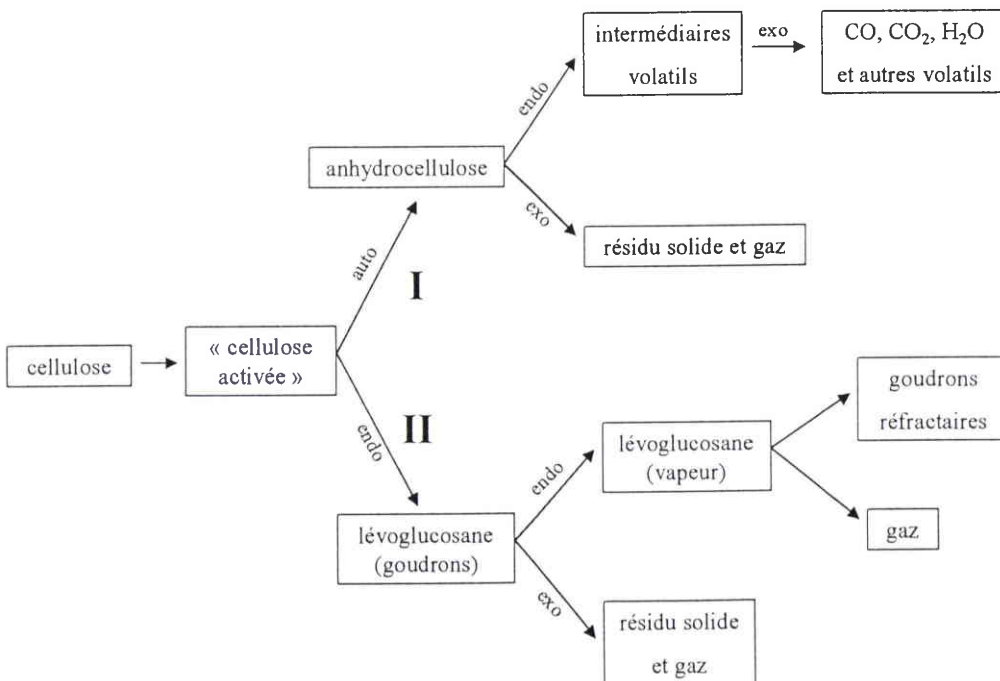 intermédiaires
volatils
exo
CO, CO₂, H₂O
et autres volatils
endo
anhydrocellulose
exo
résidu solide et gaz
auto
I
cellulose
« cellulose
activée »
endo
II
lévoglucosane
(goudrons)
endo
lévoglucosane
(vapeur)
goudrons
réfractaires
gaz
exo
résidu solide
et gaz